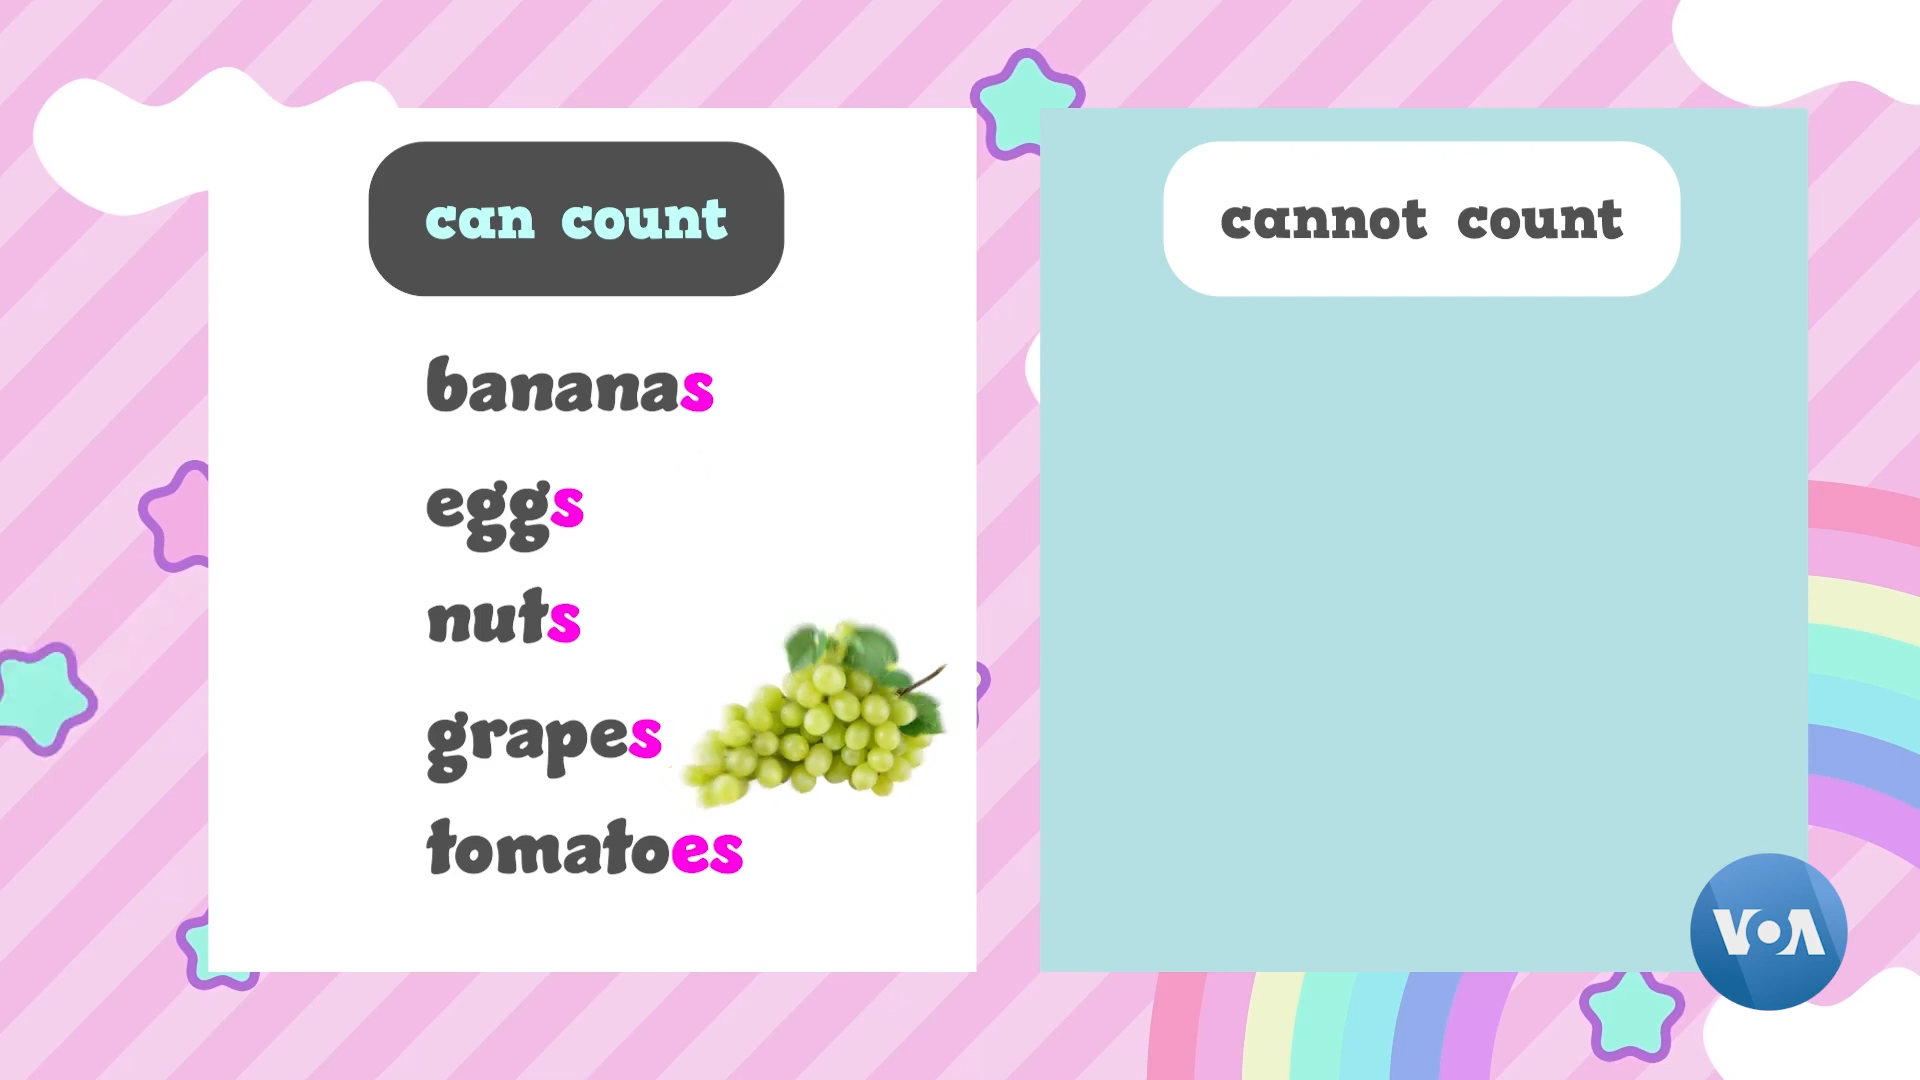 can count
bananas
eggs
nuts
grapes
tomatoes
cannot count
VOA